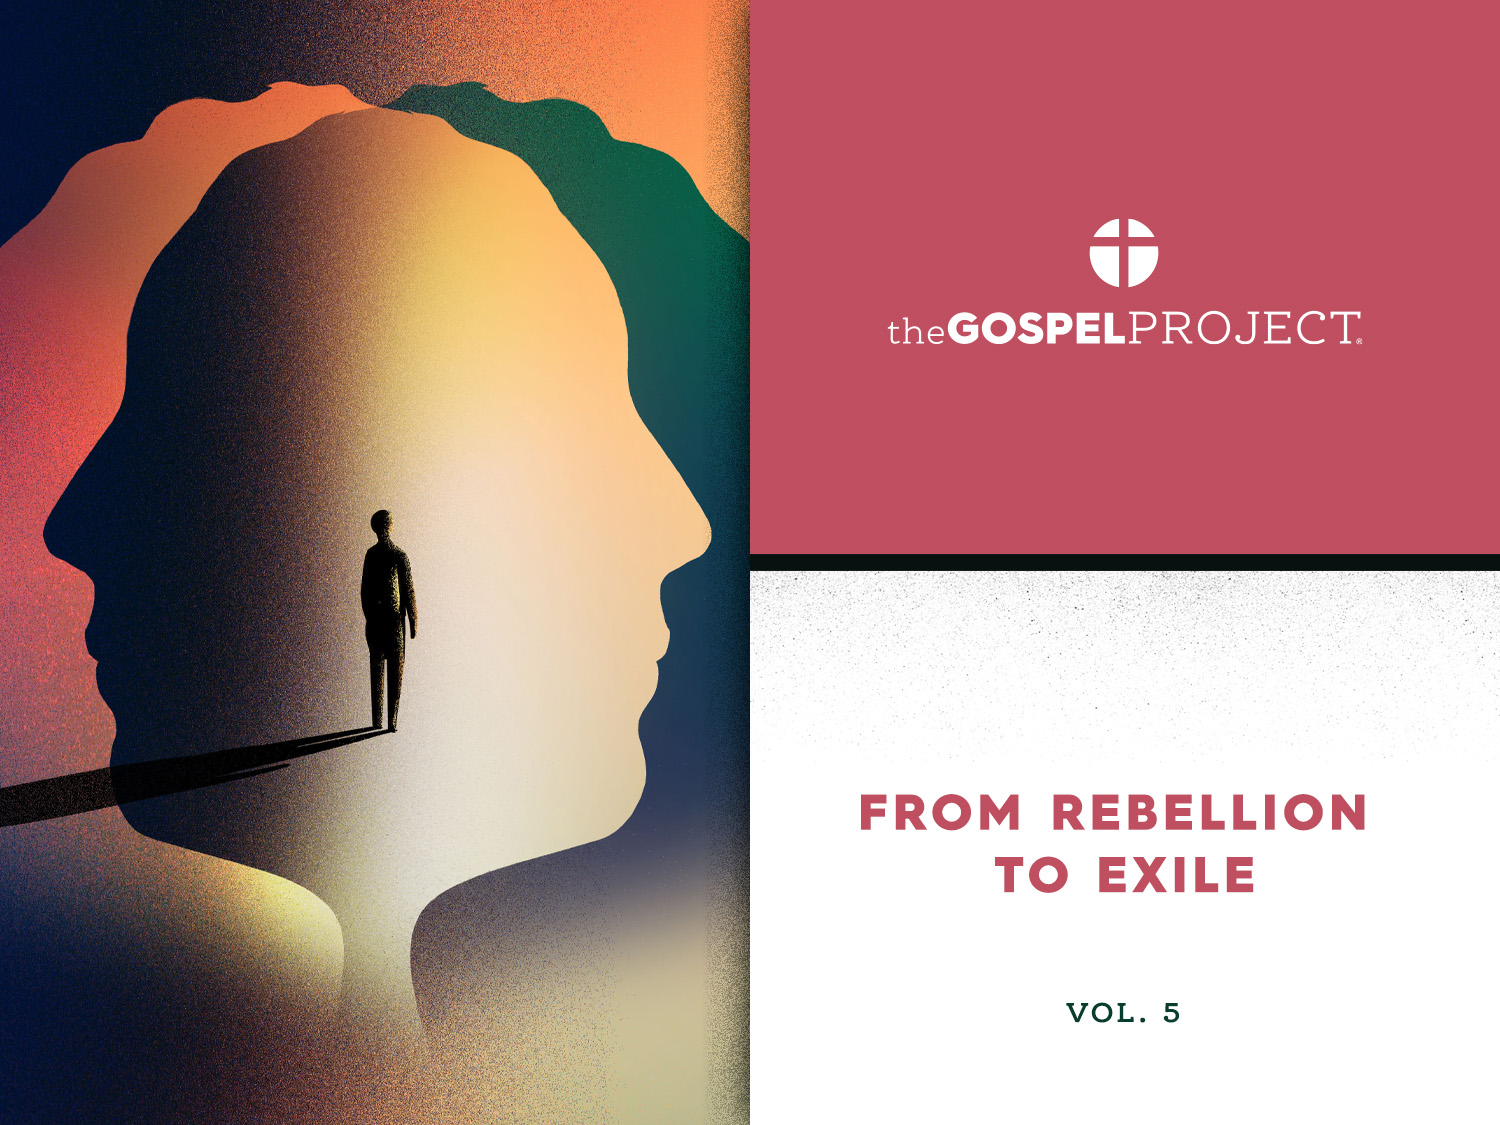 theGOSPELPROJECT®
FROM REBELLION
TO EXILE
VOL. 5